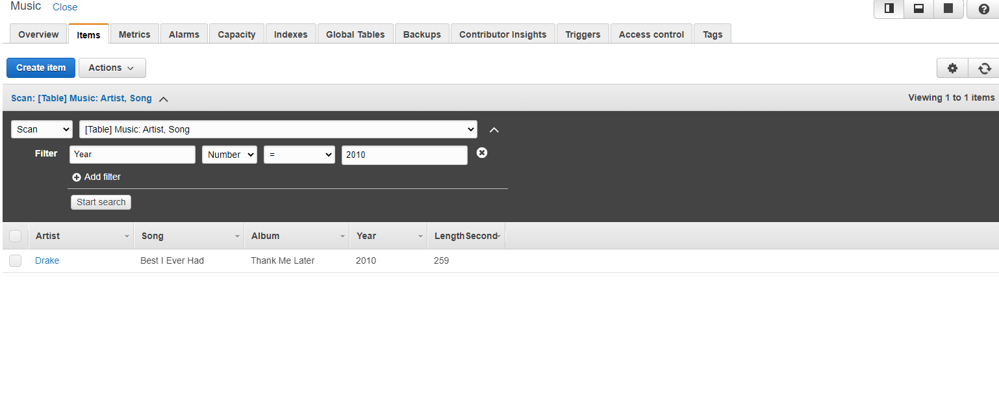 Music Close
Overview Items Metrics Alarms Capacity Indexes Global Tables Backups Contributor Insights Triggers Access control Tags
Create item Actions
Scan: [Table] Music: Artist, Song Viewing 1 to 1 items
Scan [Table] Music: Artist, Song
Filter Year Number = 2010
Add filter
Start search
Artist Song Album Year LengthSecond
Drake Best I Ever Had Thank Me Later 2010 259